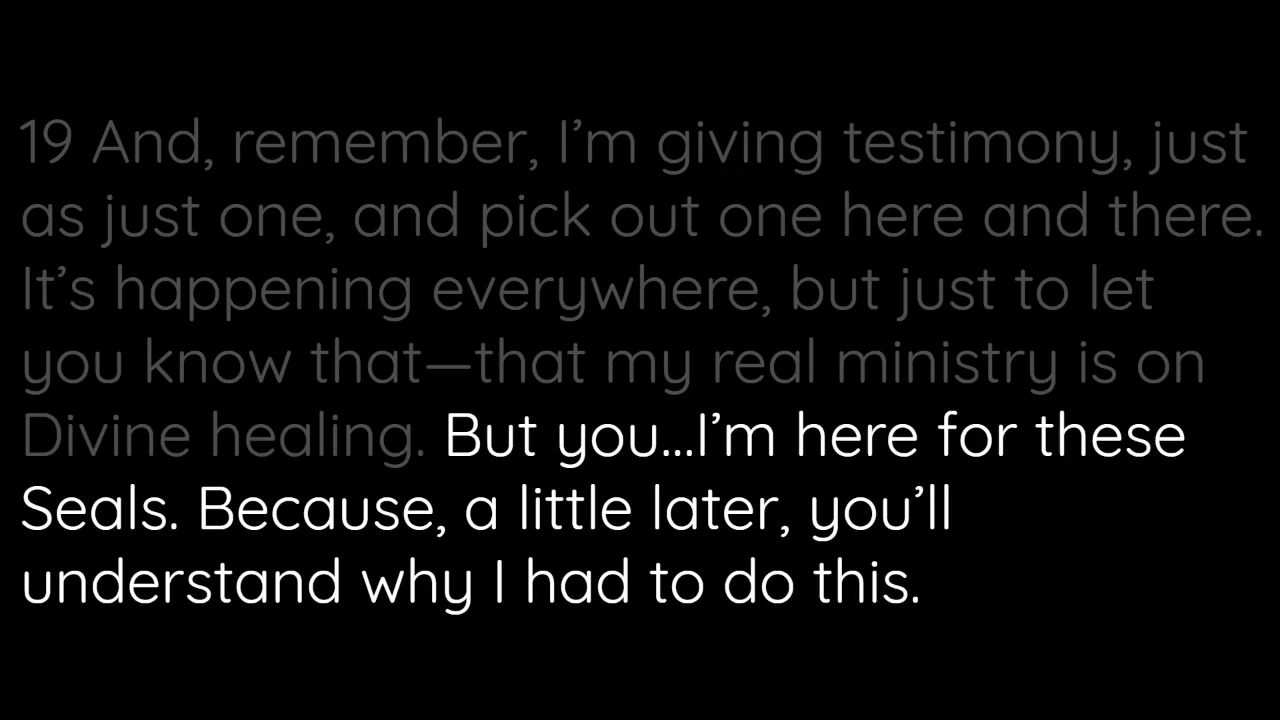 19 And, remember, I’m giving testimony, just
as just one, and pick out one here and there.
It’s happening everywhere, but just to let
you know that—that my real ministry is on
Divine healing. But you...I’m here for these
Seals. Because, a little later, you’ll
understand why I had to do this.